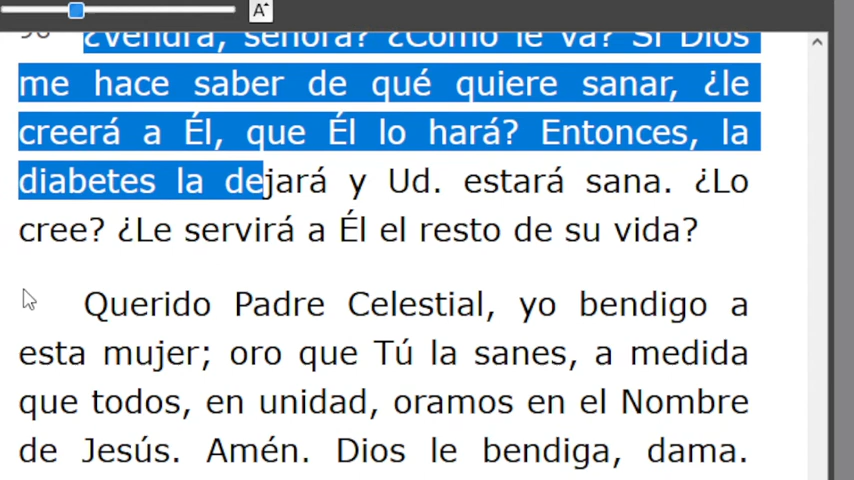 A
¿Vendrá, señora? ¿Cómo le va? Si Dios
me hace saber de qué quiere sanar, ¿le
creerá a Él, que Él lo hará? Entonces, la
diabetes la dejará y Ud. estará sana. ¿Lo
cree? ¿Le servirá a Él el resto de su vida?
Querido Padre Celestial, yo bendigo a
esta mujer; oro que Tú la sanes, a medida
que todos, en unidad, oramos en el Nombre
de Jesús. Amén. Dios le bendiga, dama.